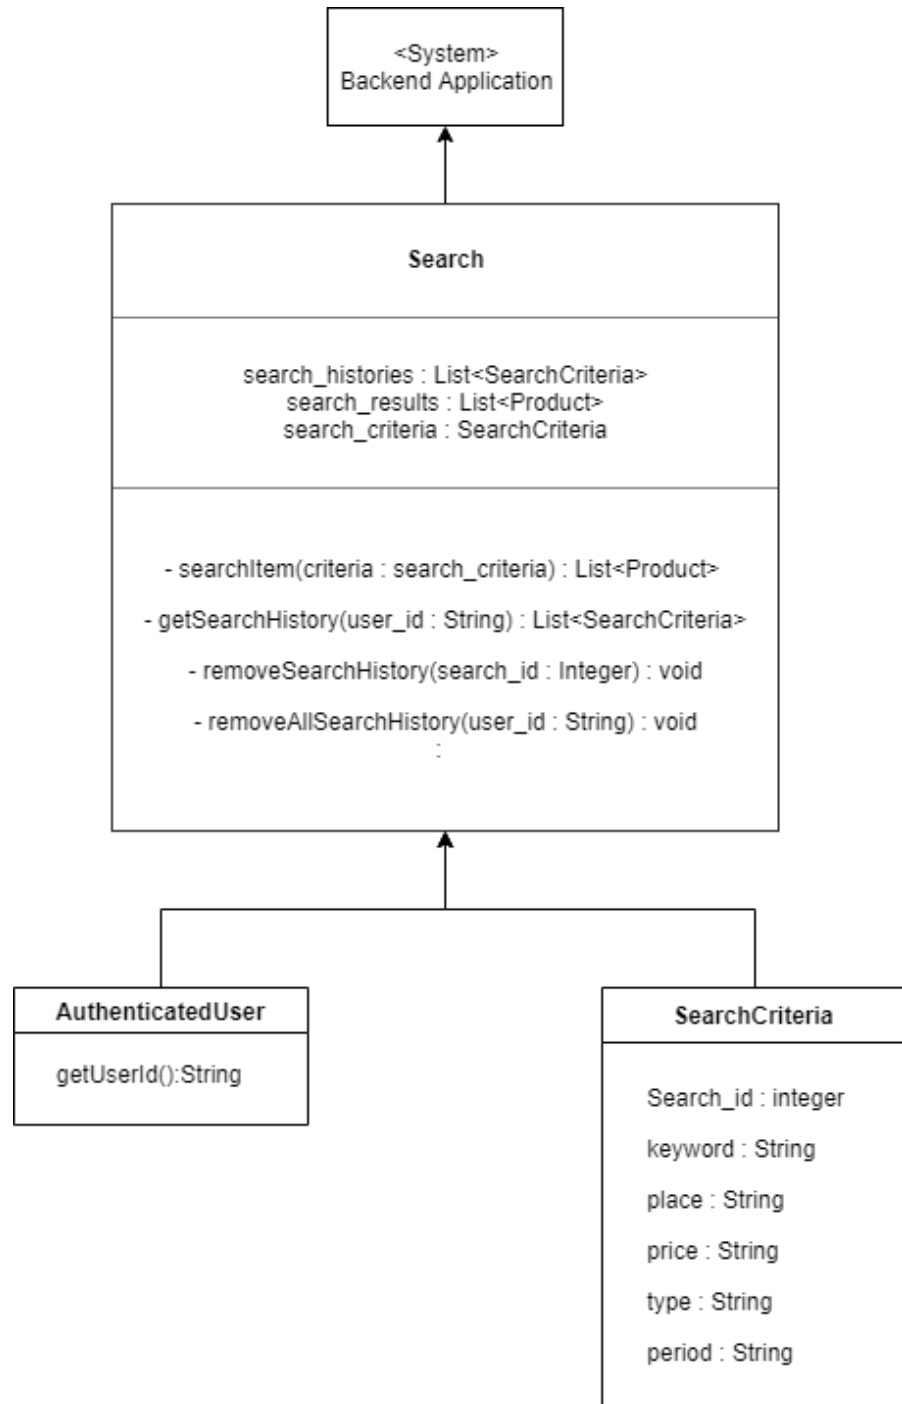 <System>
Backend Application
Search
search_histories : List<SearchCriteria>
search_results : List<Product>
search_criteria : SearchCriteria
- searchItem(criteria : search_criteria) : List<Product>
- getSearchHistory(user_id : String) : List<SearchCriteria>
- removeSearchHistory(search_id : Integer) : void
- removeAllSearchHistory(user_id : String) : void
:
AuthenticatedUser
getUserId():String
SearchCriteria
Search_id : integer
keyword : String
place : String
price : String
type : String
period : String